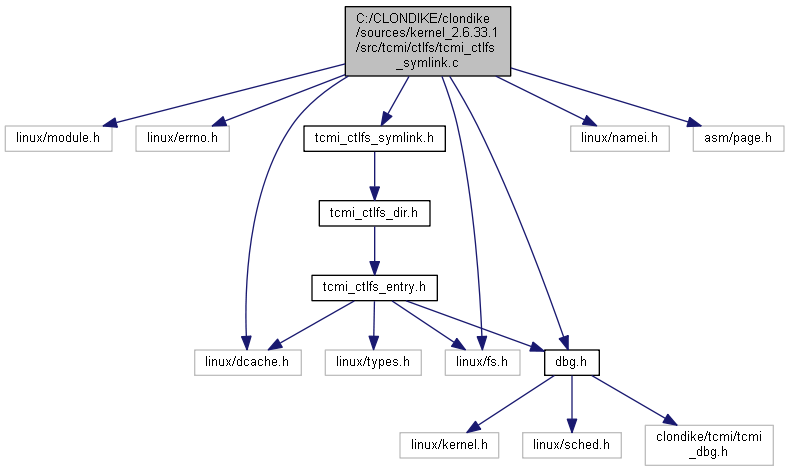 C:/CLONDIKE/clondike
/sources/kernel_2.6.33.1
/src/tcmi/ctlfs/tcmi_ctlfs
_symlink.c
linux/module.h
linux/errno.h
tcmi_ctlfs_symlink.h
linux/namei.h
asm/page.h
tcmi_ctlfs_dir.h
tcmi_ctlfs_entry.h
linux/dcache.h
linux/types.h
linux/fs.h
dbg.h
linux/kernel.h
linux/sched.h
clondike/tcmi/tcmi
_dbg.h